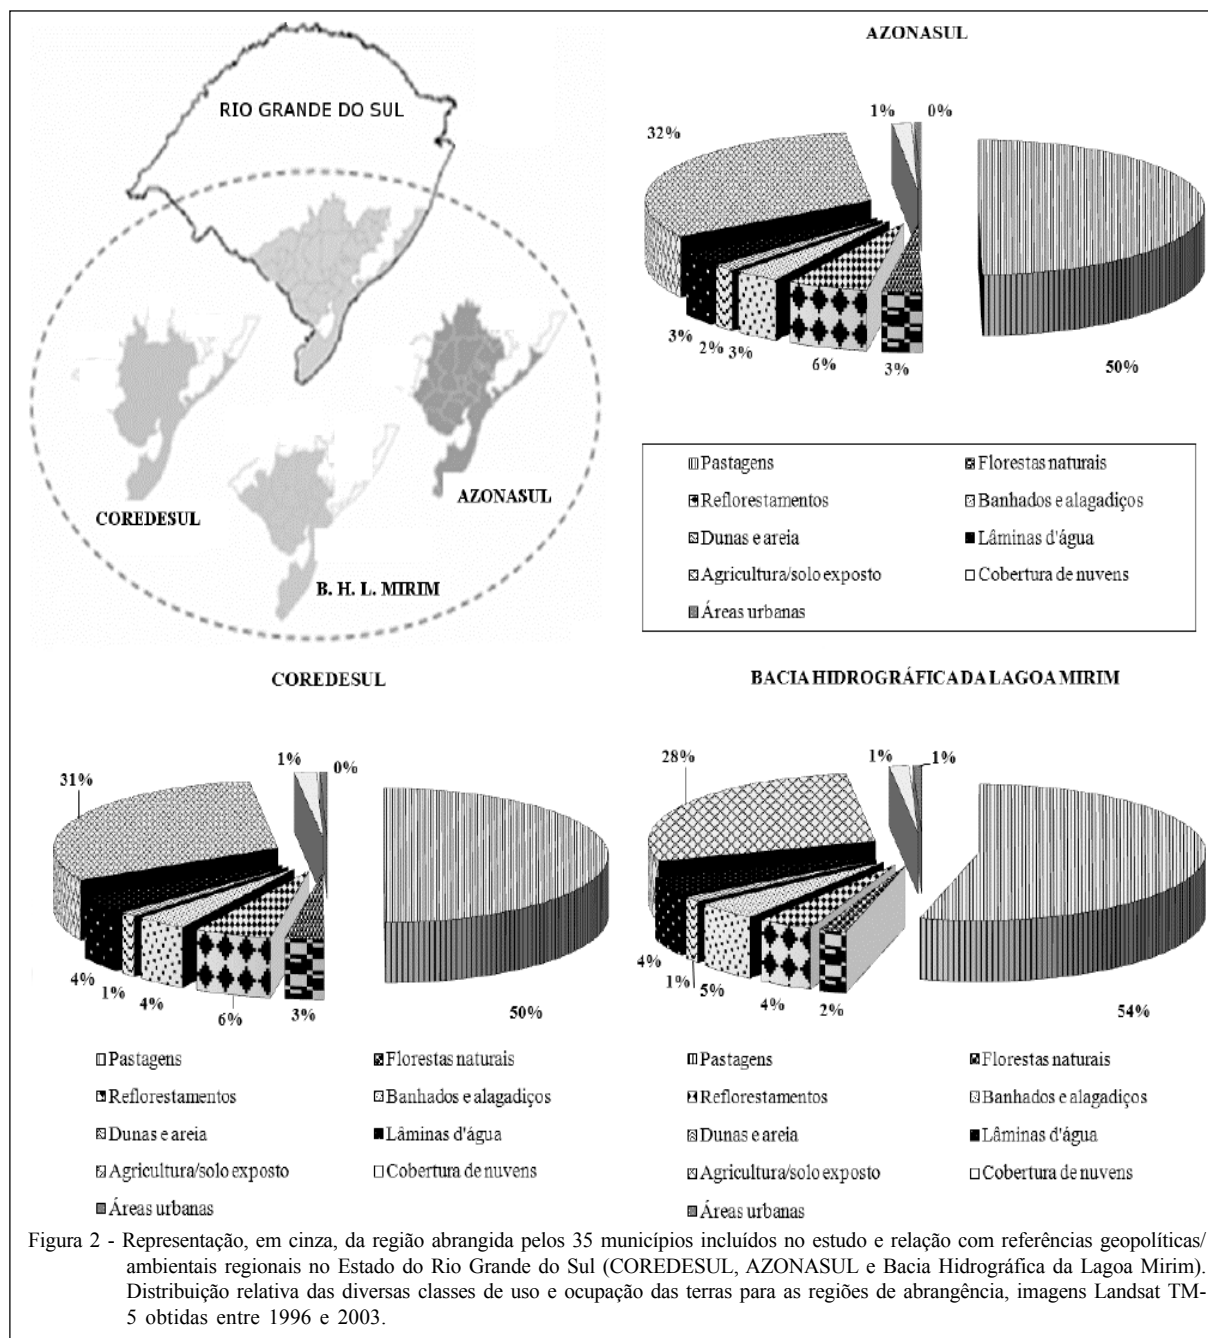 RIO GRANDE DO SUL
COREDESUL
B. H. L. MIRIM
AZONASUL
AZONASUL
1%
0%
32%
3%
2%
3%
6%
3%
50%
Pastagens
Florestas naturais
Reflorestamentos
Banhados e alagadiços
Dunas e areia
Lâminas d'água
Agricultura/solo exposto
Cobertura de nuvens
Áreas urbanas
COREDESUL
1%
0%
31%
4%
1%
4%
6%
3%
50%
Pastagens
Florestas naturais
Reflorestamentos
Banhados e alagadiços
Dunas e areia
Lâminas d'água
Agricultura/solo exposto
Cobertura de nuvens
Áreas urbanas
BACIA HIDROGRÁFICA DA LAGOA MIRIM
28%
1%
1%
4%
1%
5%
4%
2%
54%
Pastagens
Florestas naturais
Reflorestamentos
Banhados e alagadiços
Dunas e areia
Lâminas d'água
Agricultura/solo exposto
Cobertura de nuvens
Áreas urbanas
Figura 2 - Representação, em cinza, da região abrangida pelos 35 municípios incluídos no estudo e relação com referências geopolíticas/
ambientais regionais no Estado do Rio Grande do Sul (COREDESUL, AZONASUL e Bacia Hidrográfica da Lagoa Mirim).
Distribuição relativa das diversas classes de uso e ocupação das terras para as regiões de abrangência, imagens Landsat TM-
5 obtidas entre 1996 e 2003.